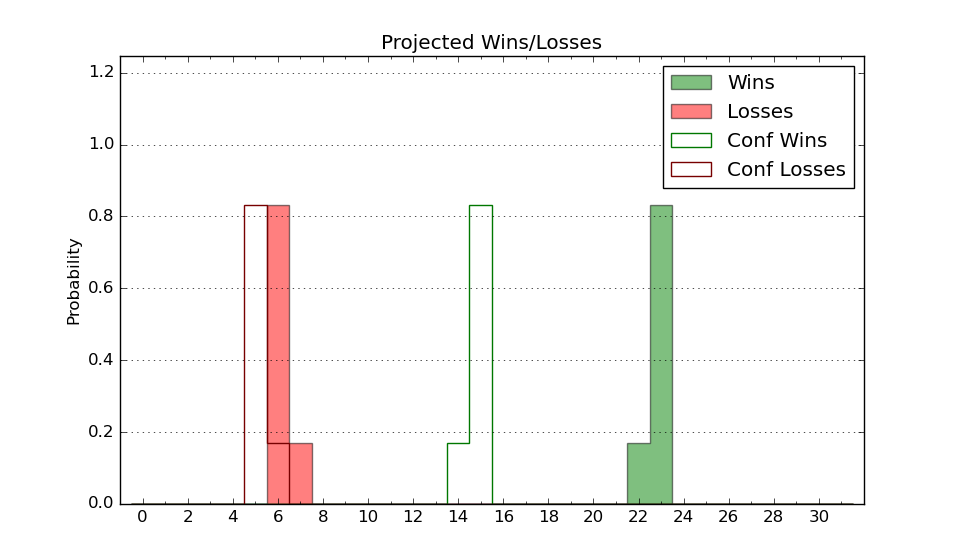 Projected Wins/Losses
1.2
1.0
0.8
0.6
0.4
0.2
0.0
Probability
Wins
Losses
Conf Wins
Conf Losses
0 2 4 6 8 10 12 14 16 18 20 22 24 26 28 30